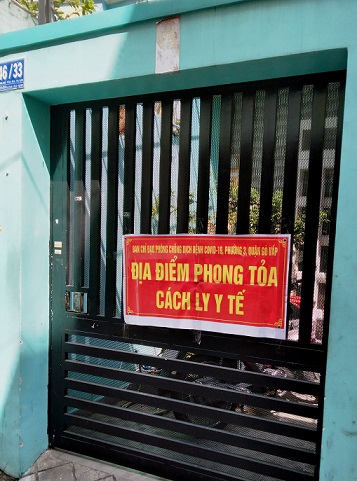 46/33
BAN CHỈ ĐẠO PHÒNG CHỐNG DỊCH BỆNH COVID-19, PHƯỜNG 3, QUẬN GÒ VẤP
ĐỊA ĐIỂM PHONG TỎA
CÁCH LY Y TẾ